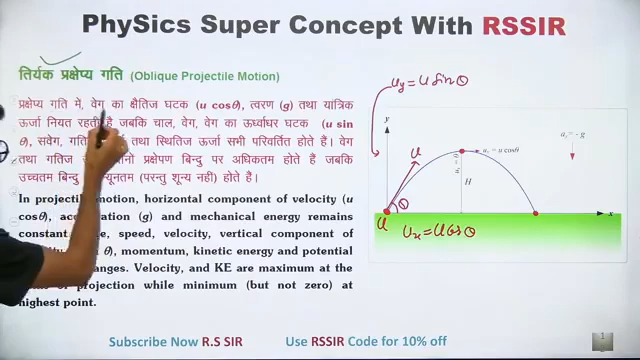 PhySics Super Concept With RSSIR
तिर्यक प्रक्षेप्य गति (Oblique Projectile Motion)
प्रक्षेप्य गति में, वेग का क्षैतिज घटक (u cosθ), त्वरण (g) तथा यांत्रिक
ऊर्जा नियत रहती है जबकि चाल, वेग, वेग का ऊर्ध्वाधर घटक (u sin
θ), सवेग, तथा स्थितिज ऊर्जा सभी परिवर्तित होते हैं। वेग
तथा गतिज प्रक्षेपण बिन्दु पर अधिकतम होते हैं जबकि
उच्चतम बिन्दु (परन्तु शून्य नहीं) होते हैं।
In projectile motion, horizontal component of velocity (u
cosθ), (g) and mechanical energy remains
constant speed, velocity, vertical component of
θ), momentum, kinetic energy and potential
changes. Velocity, and KE are maximum at the
of projection while minimum (but not zero) at
highest point.
uy = u sinθ
y
u
ux = u cosθ
ay = -g
H
θ
u
x
ux = u cosθ
Subscribe Now R.S SIR
Use RSSIR Code for 10% off